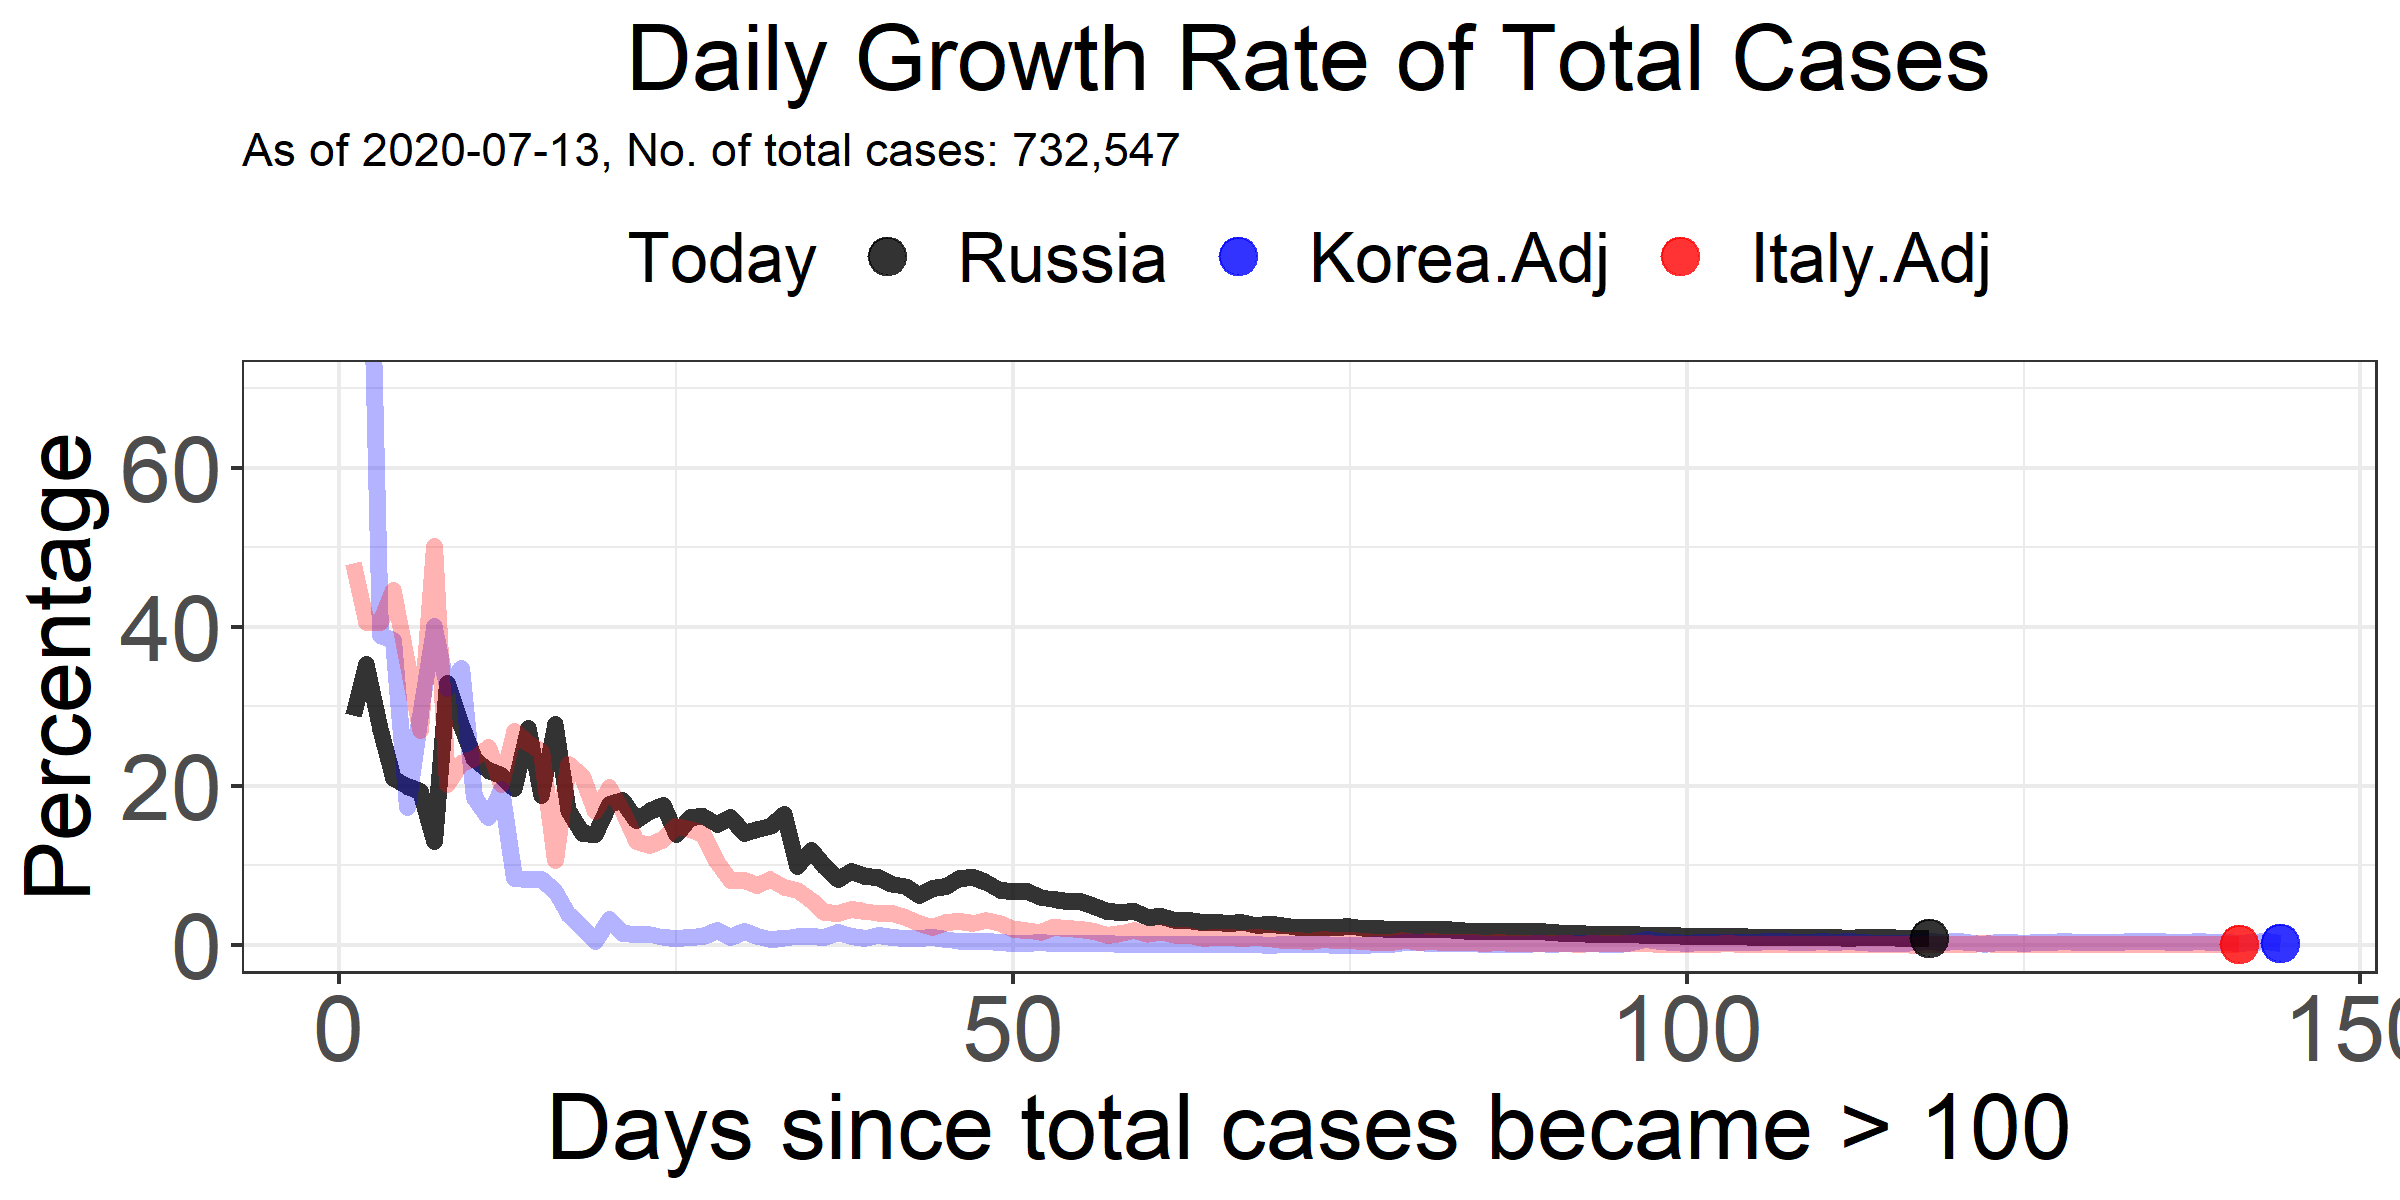 Daily Growth Rate of Total Cases
As of 2020-07-13, No. of total cases: 732,547
Today Russia Korea.Adj Italy.Adj
Percentage
60
40
20
0
0 50 100 150
Days since total cases became > 100